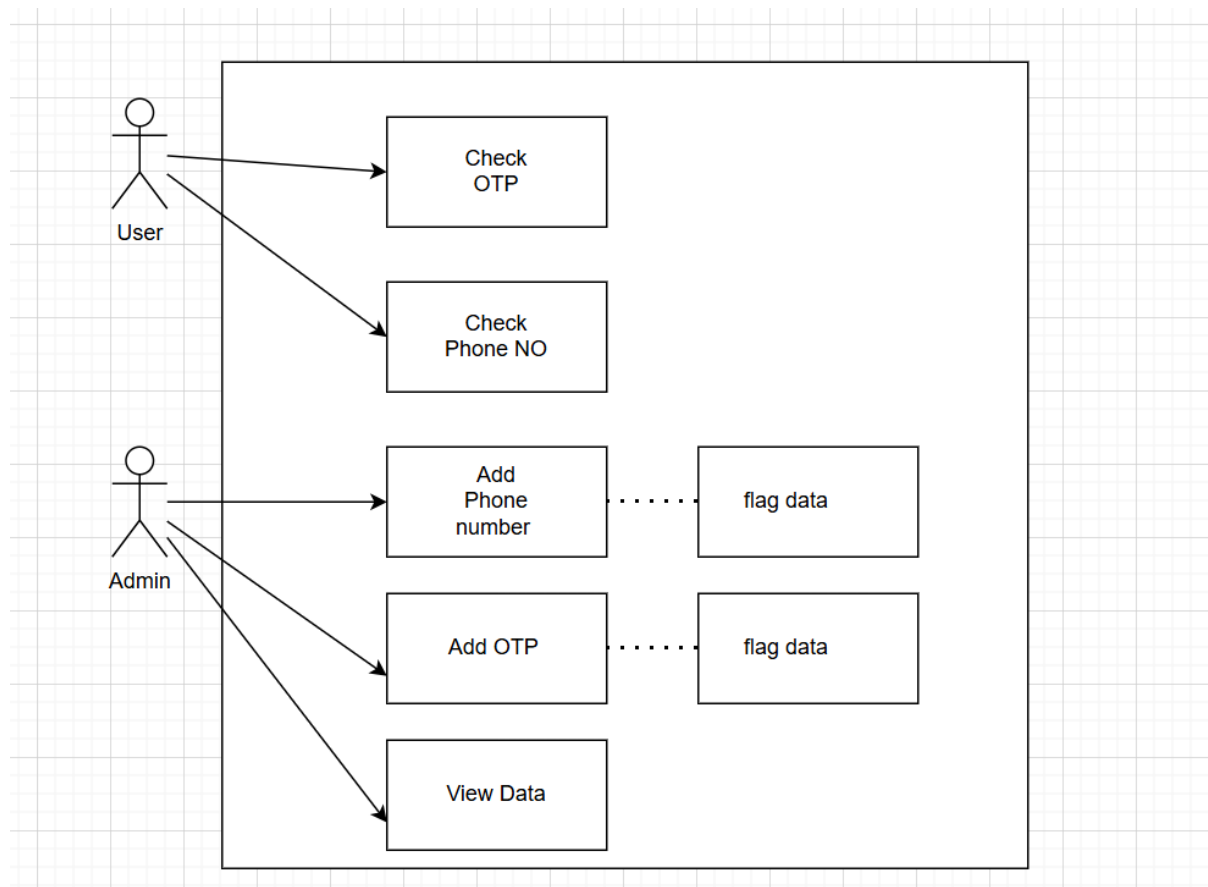 Check
OTP
User
Check
Phone NO
Add
Phone
number
flag data
Admin
Add OTP
flag data
View Data